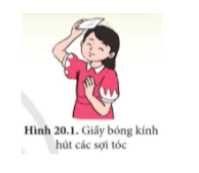 Hình 20.1. Giấy bóng kính
hút các sợi tóc